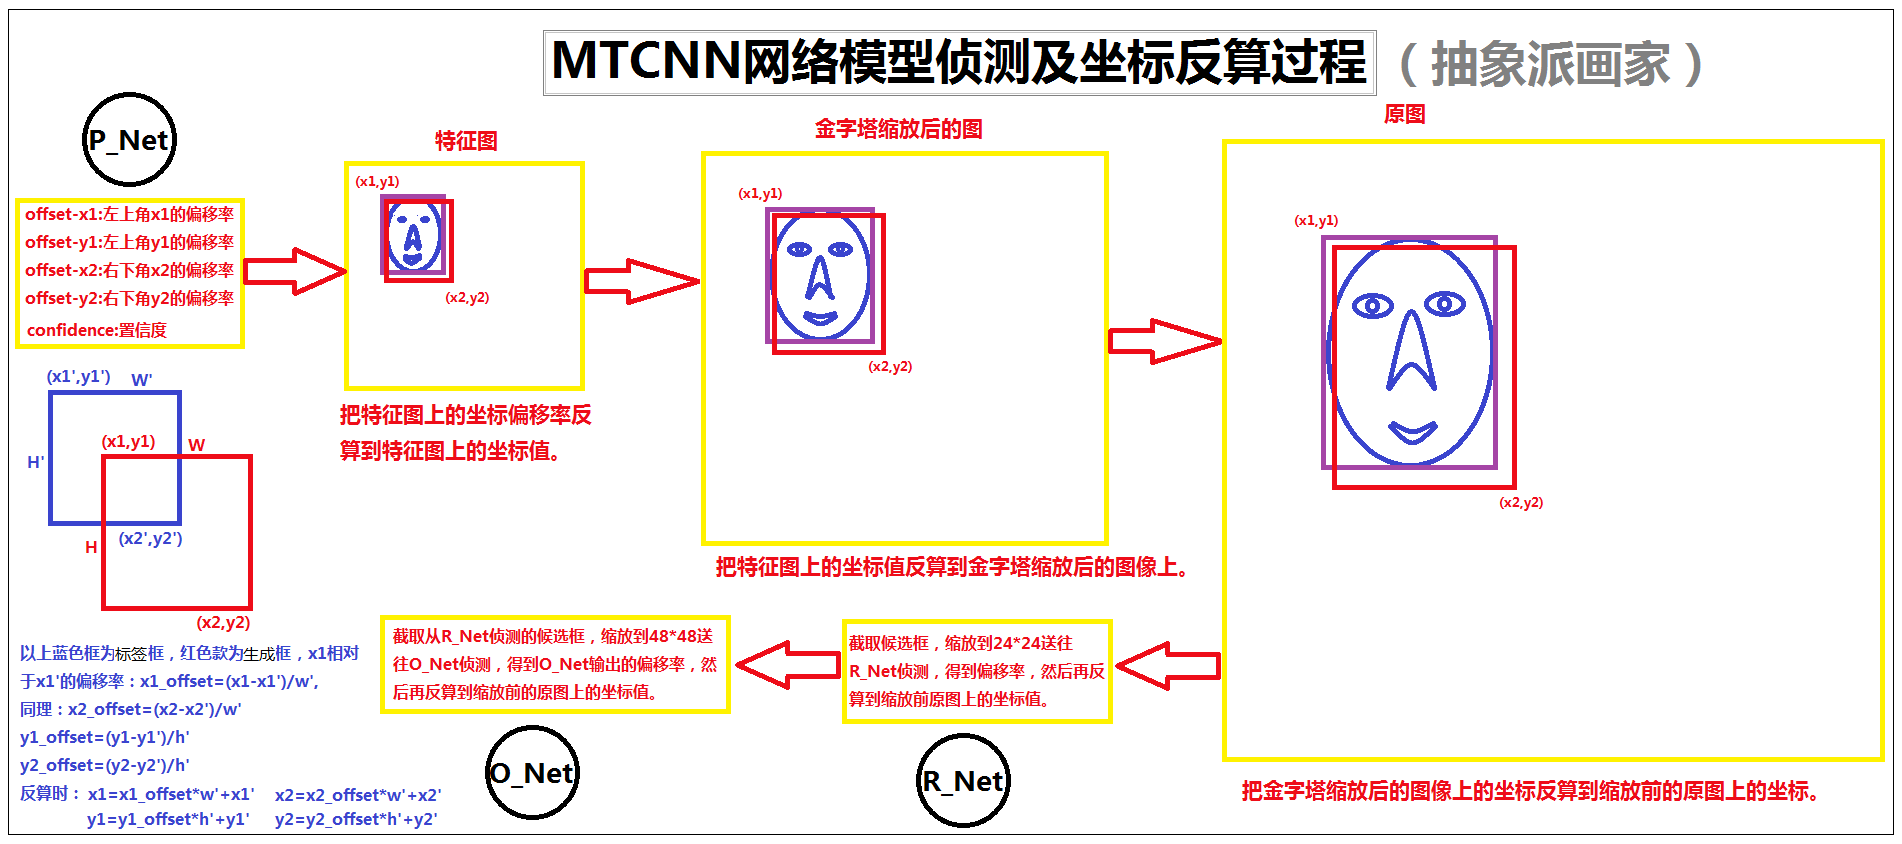 MTCNN网络模型侦测及坐标反算过程（抽象派画家）
P_Net
offset-x1:左上角x1的偏移率
offset-y1:左上角y1的偏移率
offset-x2:右下角x2的偏移率
offset-y2:右下角y2的偏移率
confidence:置信度
特征图
(x1,y1)
(x2,y2)
把特征图上的坐标偏移率反
算到特征图上的坐标值。
金字塔缩放后的图
(x1,y1)
(x2,y2)
把特征图上的坐标值反算到金字塔缩放后的图像上。
原图
(x1,y1)
(x2,y2)
把金字塔缩放后的图像上的坐标反算到缩放前的原图上的坐标。
(x1',y1')
W'
(x1,y1)
W
H'
(x2',y2')
H
(x2,y2)
以上蓝色框为标签框，红色款为生成框，x1相对
于x1'的偏移率：x1_offset=(x1-x1')/w',
同理：x2_offset=(x2-x2')/w'
y1_offset=(y1-y1')/h'
y2_offset=(y2-y2')/h'
反算时： x1=x1_offset*w'+x1' x2=x2_offset*w'+x2'
y1=y1_offset*h'+y1' y2=y2_offset*h'+y2'
截取候选框，缩放到24*24送往
R_Net侦测，得到偏移率，然后再反
算到缩放前原图上的坐标值。
R_Net
截取从R_Net侦测的候选框，缩放到48*48送
往O_Net侦测，得到O_Net输出的偏移率，然
后再反算到缩放前的原图上的坐标值。
O_Net